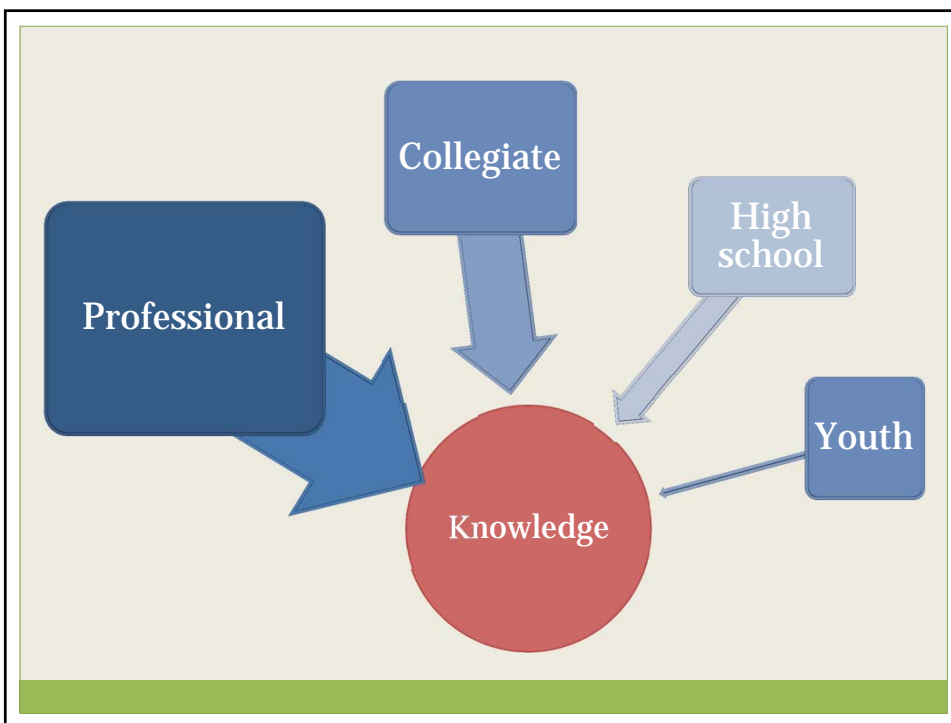 Professional
Collegiate
High
school
Youth
Knowledge